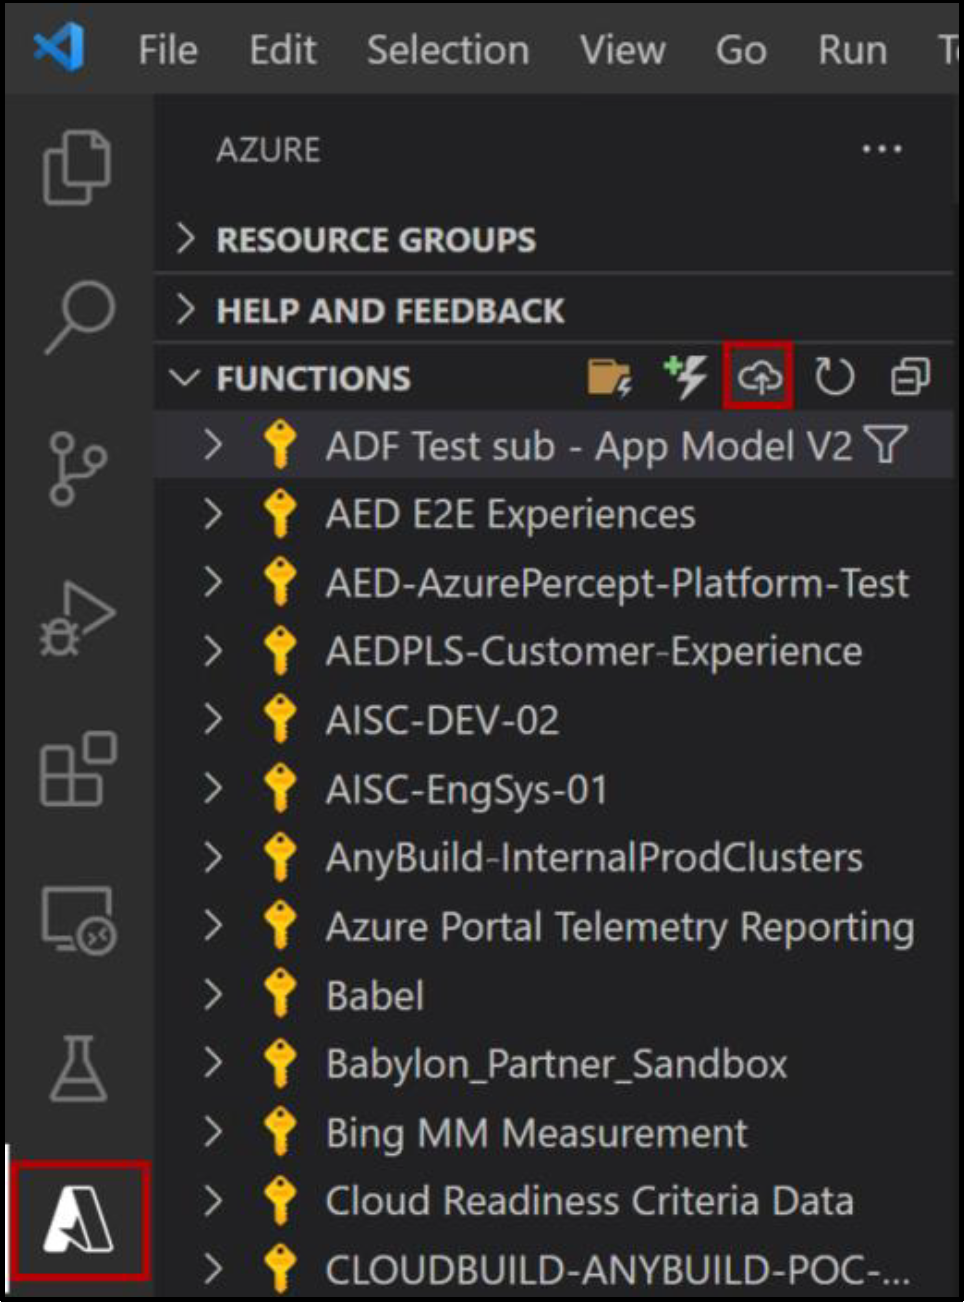 File Edit Selection View Go Run
AZURE
RESOURCE GROUPS
HELP AND FEEDBACK
FUNCTIONS
ADF Test sub - App Model V2
AED E2E Experiences
AED-AzurePercept-Platform-Test
AEDPLS-Customer-Experience
AISC-DEV-02
AISC-EngSys-01
AnyBuild-InternalProdClusters
Azure Portal Telemetry Reporting
Babel
Babylon_Partner_Sandbox
Bing MM Measurement
Cloud Readiness Criteria Data
CLOUDBUILD-ANYBUILD-POC-...